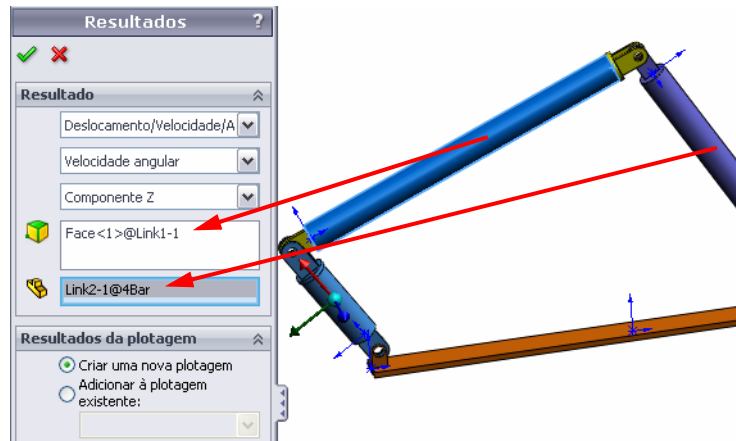 Resultados ?
Resultado
Deslocamento/Velocidade/A
Velocidade angular
Componente Z
Face<1>@Link1-1
Link2-1@4Bar
Resultados da plotagem
Criar uma nova plotagem
Adicionar à plotagem
existente: